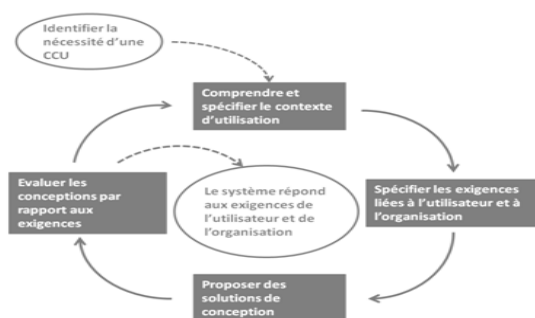 Identifier la
nécessité d'une
CCU
Comprendre et
spécifier le contexte
d'utilisation
Evaluer les
conceptions par
rapport aux
exigences
Le système répond
aux exigences de
l'utilisateur et de
l'organisation
Spécifier les exigences
liées à l'utilisateur et à
l'organisation
Proposer des
solutions de
conception